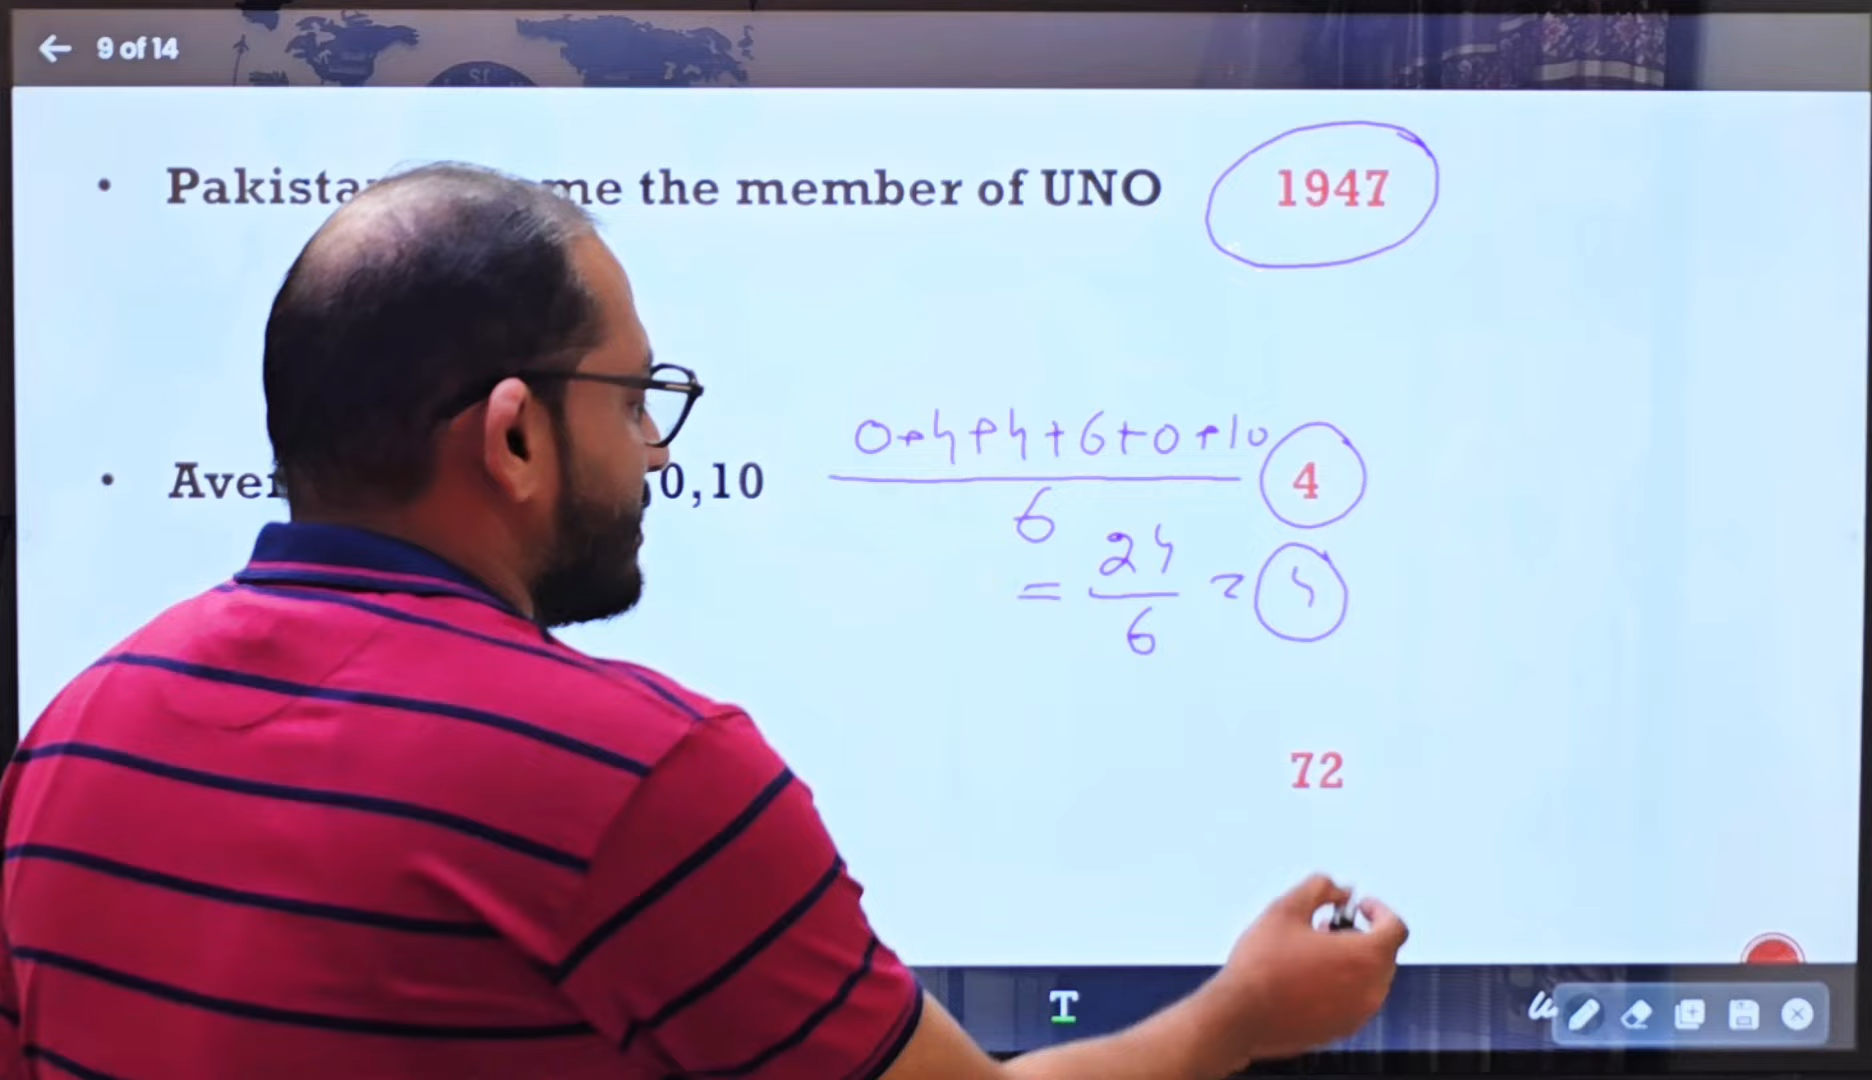 9 of 14
• Pakista me the member of UNO 1947
0+4+4+6+0+10
• Ave 0,10 4
6
= 24/6 = 4
72
T